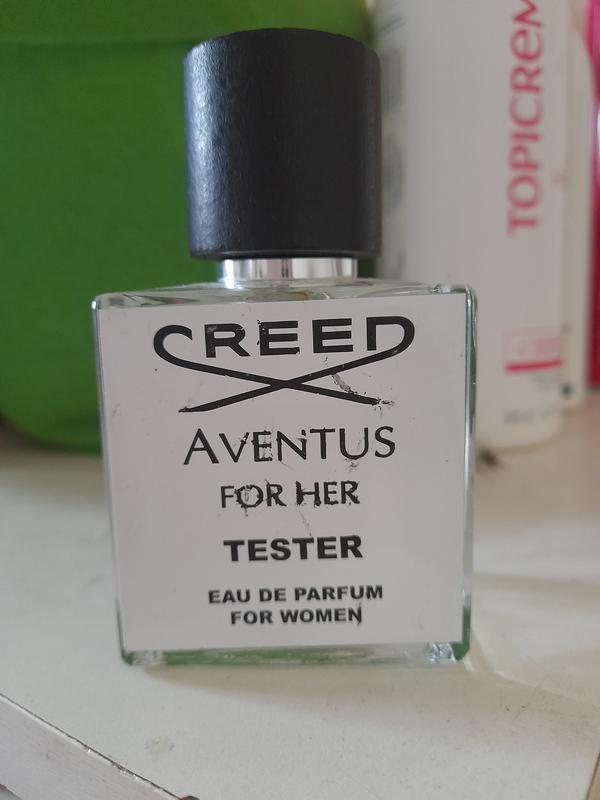 CREED
AVENTUS
FOR HER
TESTER
EAU DE PARFUM
FOR WOMEN
TOPICREM